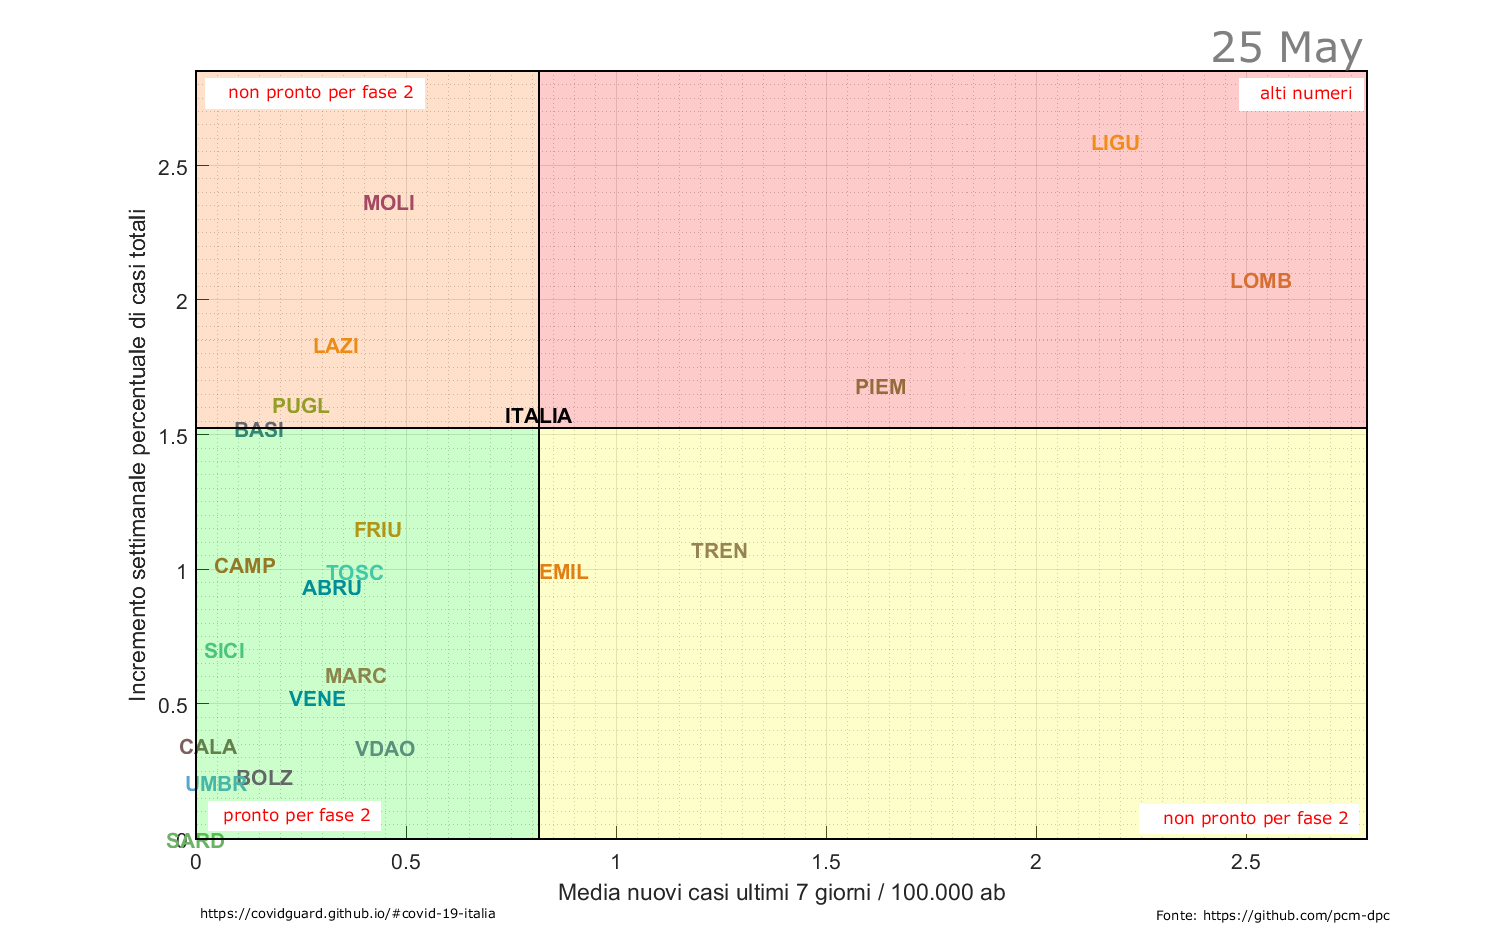 25 May
non pronto per fase 2
alti numeri
LIGU
MOLI
LOMB
LAZI
PIEM
PUGL
ITALIA
BASI
FRIU
TREN
CAMP
TOSC
EMIL
ABRU
SICI
MARC
VENE
CALA
VDAO
BOLZ
UMBR
pronto per fase 2
non pronto per fase 2
SARD
2.5
2
1.5
1
0.5
0
Incremento settimanale percentuale di casi totali
0
0.5
1
1.5
2
2.5
Media nuovi casi ultimi 7 giorni / 100.000 ab
https://covidguard.github.io/#covid-19-italia
Fonte: https://github.com/pcm-dpc